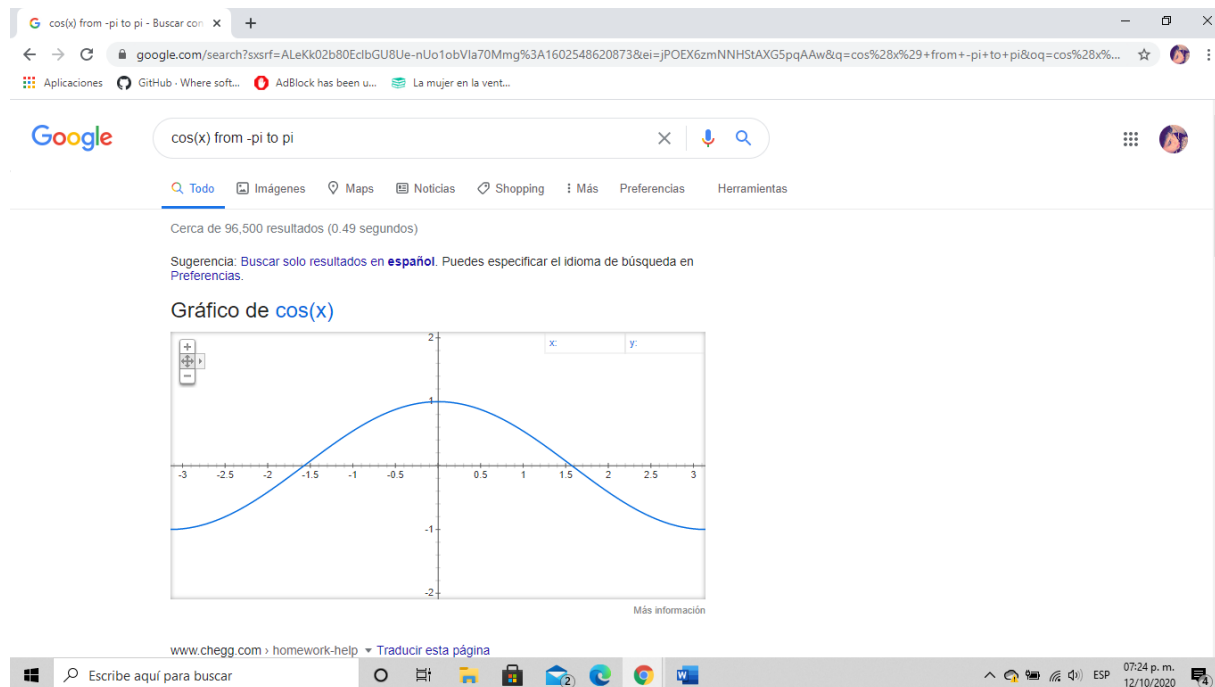 cos(x) from -pi to pi - Buscar con
google.com/search?sxsrf=ALeKk02b80EclbGU8Ue-nUo1obVIa70Mmg%3A1602548620873&ei=jPOEX6zmNNHStAXG5pqAAw&q=cos%28x%29+from+-pi+to+pi&oq=cos%28x%...
Aplicaciones GitHub · Where soft... AdBlock has been u... La mujer en la vent...
Google cos(x) from -pi to pi
Todo Imágenes Maps Noticias Shopping Más Preferencias Herramientas
Cerca de 96,500 resultados (0.49 segundos)
Sugerencia: Buscar solo resultados en español. Puedes especificar el idioma de búsqueda en
Preferencias.
Gráfico de cos(x)
2 x: y:
1
-3 -2.5 -2 -1.5 -1 -0.5 0.5 1 1.5 2 2.5 3
-1
-2
Más información
www.chegg.com › homework-help Traducir esta página
Escribe aquí para buscar 2 ESP 07:24 p. m.
12/10/2020 4